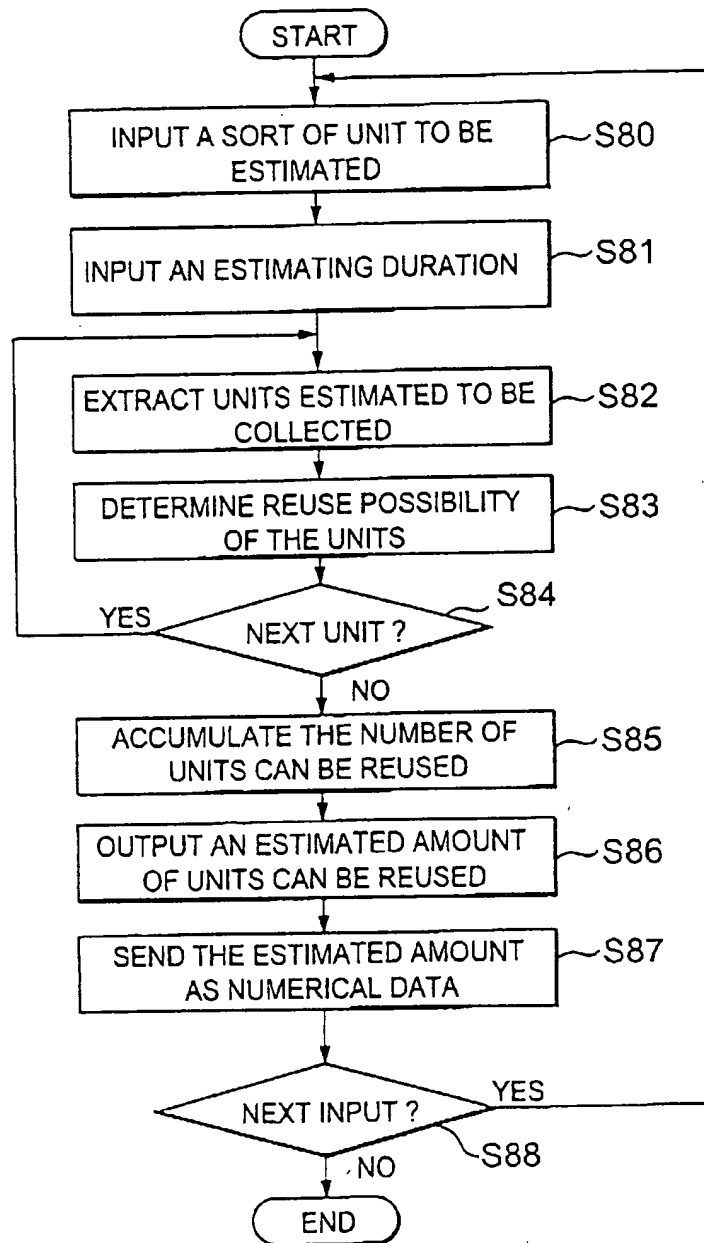 START
INPUT A SORT OF UNIT TO BE
ESTIMATED
S80
INPUT AN ESTIMATING DURATION
S81
EXTRACT UNITS ESTIMATED TO BE
COLLECTED
S82
DETERMINE REUSE POSSIBILITY
OF THE UNITS
S83
S84
YES
NEXT UNIT ?
NO
ACCUMULATE THE NUMBER OF
UNITS CAN BE REUSED
S85
OUTPUT AN ESTIMATED AMOUNT
OF UNITS CAN BE REUSED
S86
SEND THE ESTIMATED AMOUNT
AS NUMERICAL DATA
S87
YES
NEXT INPUT ?
S88
NO
END